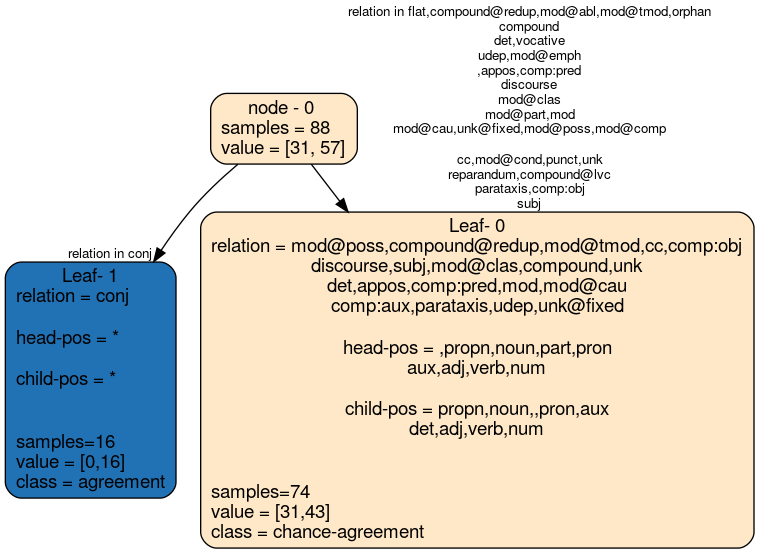 relation in flat,compound@redup,mod@abl,mod@tmod,orphan
compound
det,vocative
udep,mod@emph
,appos,comp:pred
discourse
mod@clas
mod@part,mod
mod@cau,unk@fixed,mod@poss,mod@comp
cc,mod@cond,punct,unk
reparandum,compound@lvc
parataxis,comp:obj
subj
node - 0
samples = 88
value = [31, 57]
relation in conj
Leaf- 1
relation = conj
head-pos = *
child-pos = *
samples=16
value = [0,16]
class = agreement
Leaf- 0
relation = mod@poss,compound@redup,mod@tmod,cc,comp:obj
discourse,subj,mod@clas,compound,unk
det,appos,comp:pred,mod,mod@cau
comp:aux,parataxis,udep,unk@fixed
head-pos = ,propn,noun,part,pron
aux,adj,verb,num
child-pos = propn,noun,,pron,aux
det,adj,verb,num
samples=74
value = [31,43]
class = chance-agreement